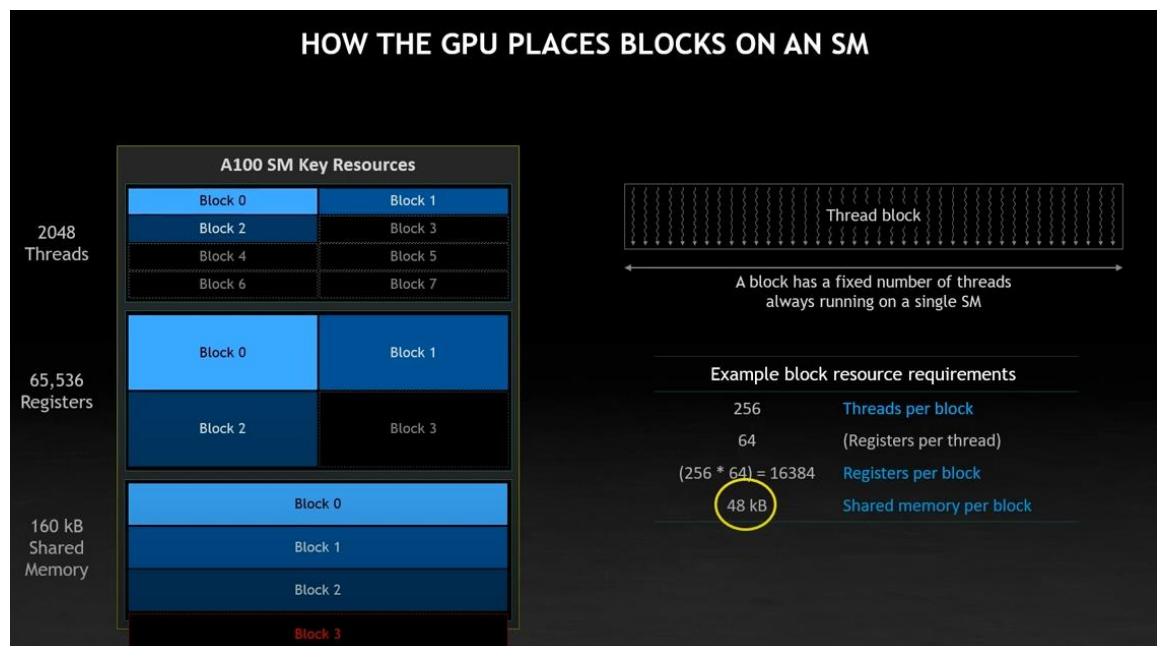 HOW THE GPU PLACES BLOCKS ON AN SM
A100 SM Key Resources
2048
Threads
Block 0
Block 1
Block 2
Block 3
Block 4
Block 5
Block 6
Block 7
65,536
Registers
Block 0
Block 1
Block 2
Block 3
160 kB
Shared
Memory
Block 0
Block 1
Block 2
Block 3
Thread block
A block has a fixed number of threads
always running on a single SM
Example block resource requirements
256 Threads per block
64 (Registers per thread)
(256 * 64) = 16384 Registers per block
48 kB Shared memory per block